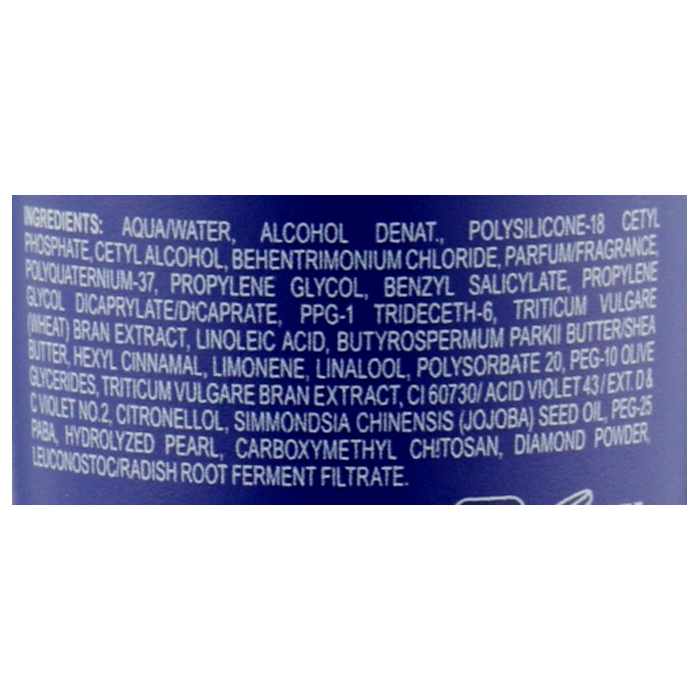 INGREDIENTS: AQUA/WATER, ALCOHOL DENAT., POLYSILICONE-18 CETYL
PHOSPHATE, CETYL ALCOHOL, BEHENTRIMONIUM CHLORIDE, PARFUM/FRAGRANCE,
POLYQUATERNIUM-37, PROPYLENE GLYCOL, BENZYL SALICYLATE, PROPYLENE
GLYCOL DICAPRYLATE/DICAPRATE, PPG-1 TRIDECETH-6, TRITICUM VULGARE
(WHEAT) BRAN EXTRACT, LINOLEIC ACID, BUTYROSPERMUM PARKII BUTTER/SHEA
BUTTER, HEXYL CINNAMAL, LIMONENE, LINALOOL, POLYSORBATE 20, PEG-10 OLIVE
GLYCERIDES, TRITICUM VULGARE BRAN EXTRACT, CI 60730/ ACID VIOLET 43/ EXT. D &
C VIOLET NO.2, CITRONELLOL, SIMMONDSIA CHINENSIS (JOJOBA) SEED OIL, PEG-25
PABA, HYDROLYZED PEARL, CARBOXYMETHYL CHITOSAN, DIAMOND POWDER,
LEUCONOSTOC/RADISH ROOT FERMENT FILTRATE.